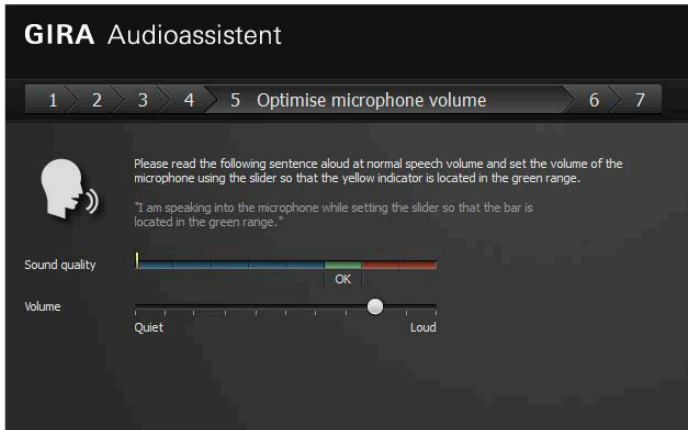 GIRA Audioassistent
1 2 3 4 5 Optimise microphone volume 6 7
Please read the following sentence aloud at normal speech volume and set the volume of the
microphone using the slider so that the yellow indicator is located in the green range.
"I am speaking into the microphone while setting the slider so that the bar is
located in the green range."
Sound quality
OK
Volume
Quiet Loud